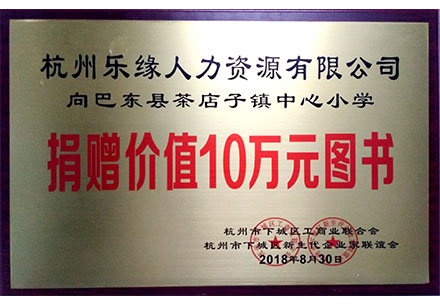 杭州乐缘人力资源有限公司
向巴东县茶店子镇中心小学
捐赠价值10万元图书
杭州市下城区工商业联合会
杭州市下城区新生代企业家联谊会
2018年8月30日